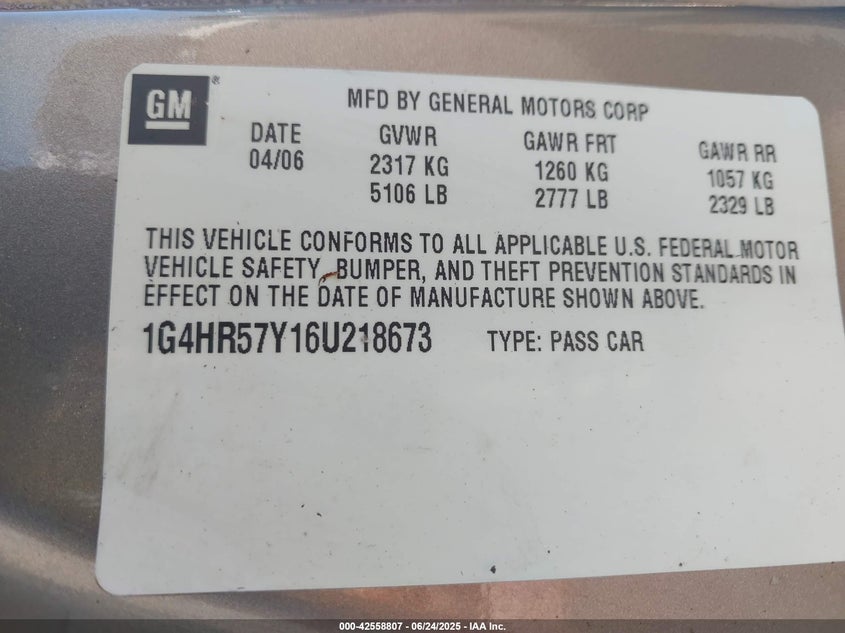 GM®
MFD BY GENERAL MOTORS CORP
DATE GVWR GAWR FRT GAWR RR
04/06 2317 KG 1260 KG 1057 KG
5106 LB 2777 LB 2329 LB
THIS VEHICLE CONFORMS TO ALL APPLICABLE U.S. FEDERAL MOTOR
VEHICLE SAFETY, BUMPER, AND THEFT PREVENTION STANDARDS IN
EFFECT ON THE DATE OF MANUFACTURE SHOWN ABOVE.
1G4HR57Y16U218673 TYPE: PASS CAR
000-42558807 - 06/24/2025 - IAA Inc.